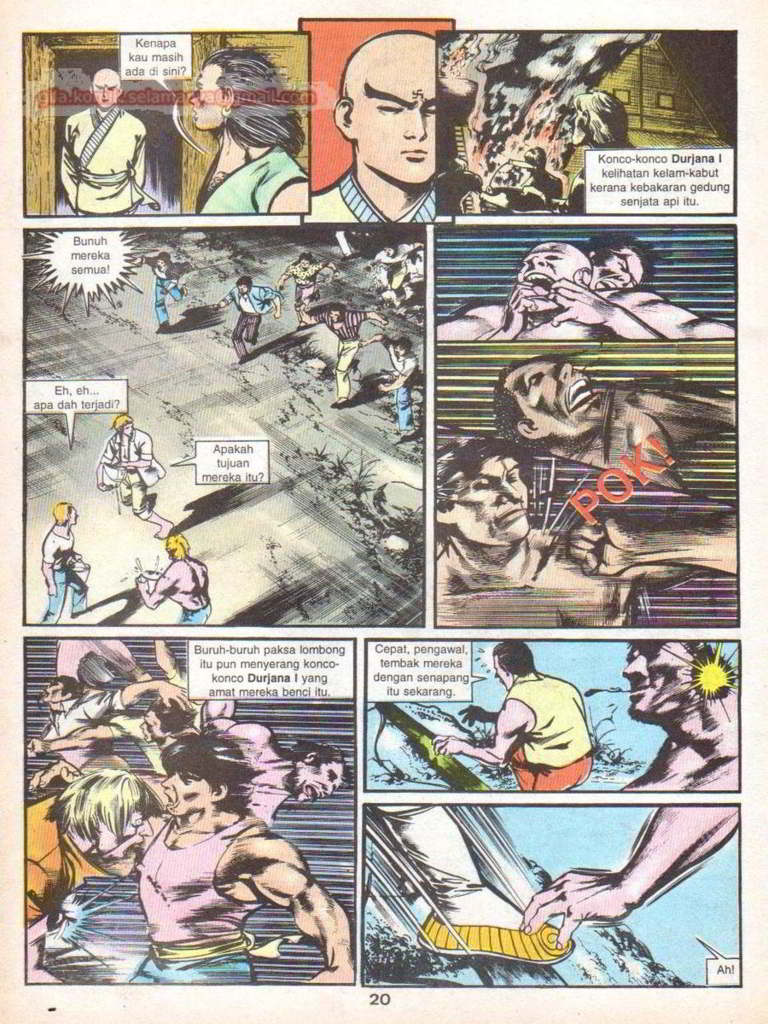 Kenapa
kau masih
ada di sini?
gila.komik.selamanya@gmail.com
Konco-konco Durjana I
kelihatan kelam-kabut
kerana kebakaran gedung
senjata api itu.
Bunuh
mereka
semua!
Eh, eh...
apa dah terjadi?
Apakah
tujuan
mereka itu?
POK!
Buruh-buruh paksa lombong
itu pun menyerang konco-
konco Durjana I yang
amat mereka benci itu.
Cepat, pengawal,
tembak mereka
dengan senapang
itu sekarang.
Ah!
20